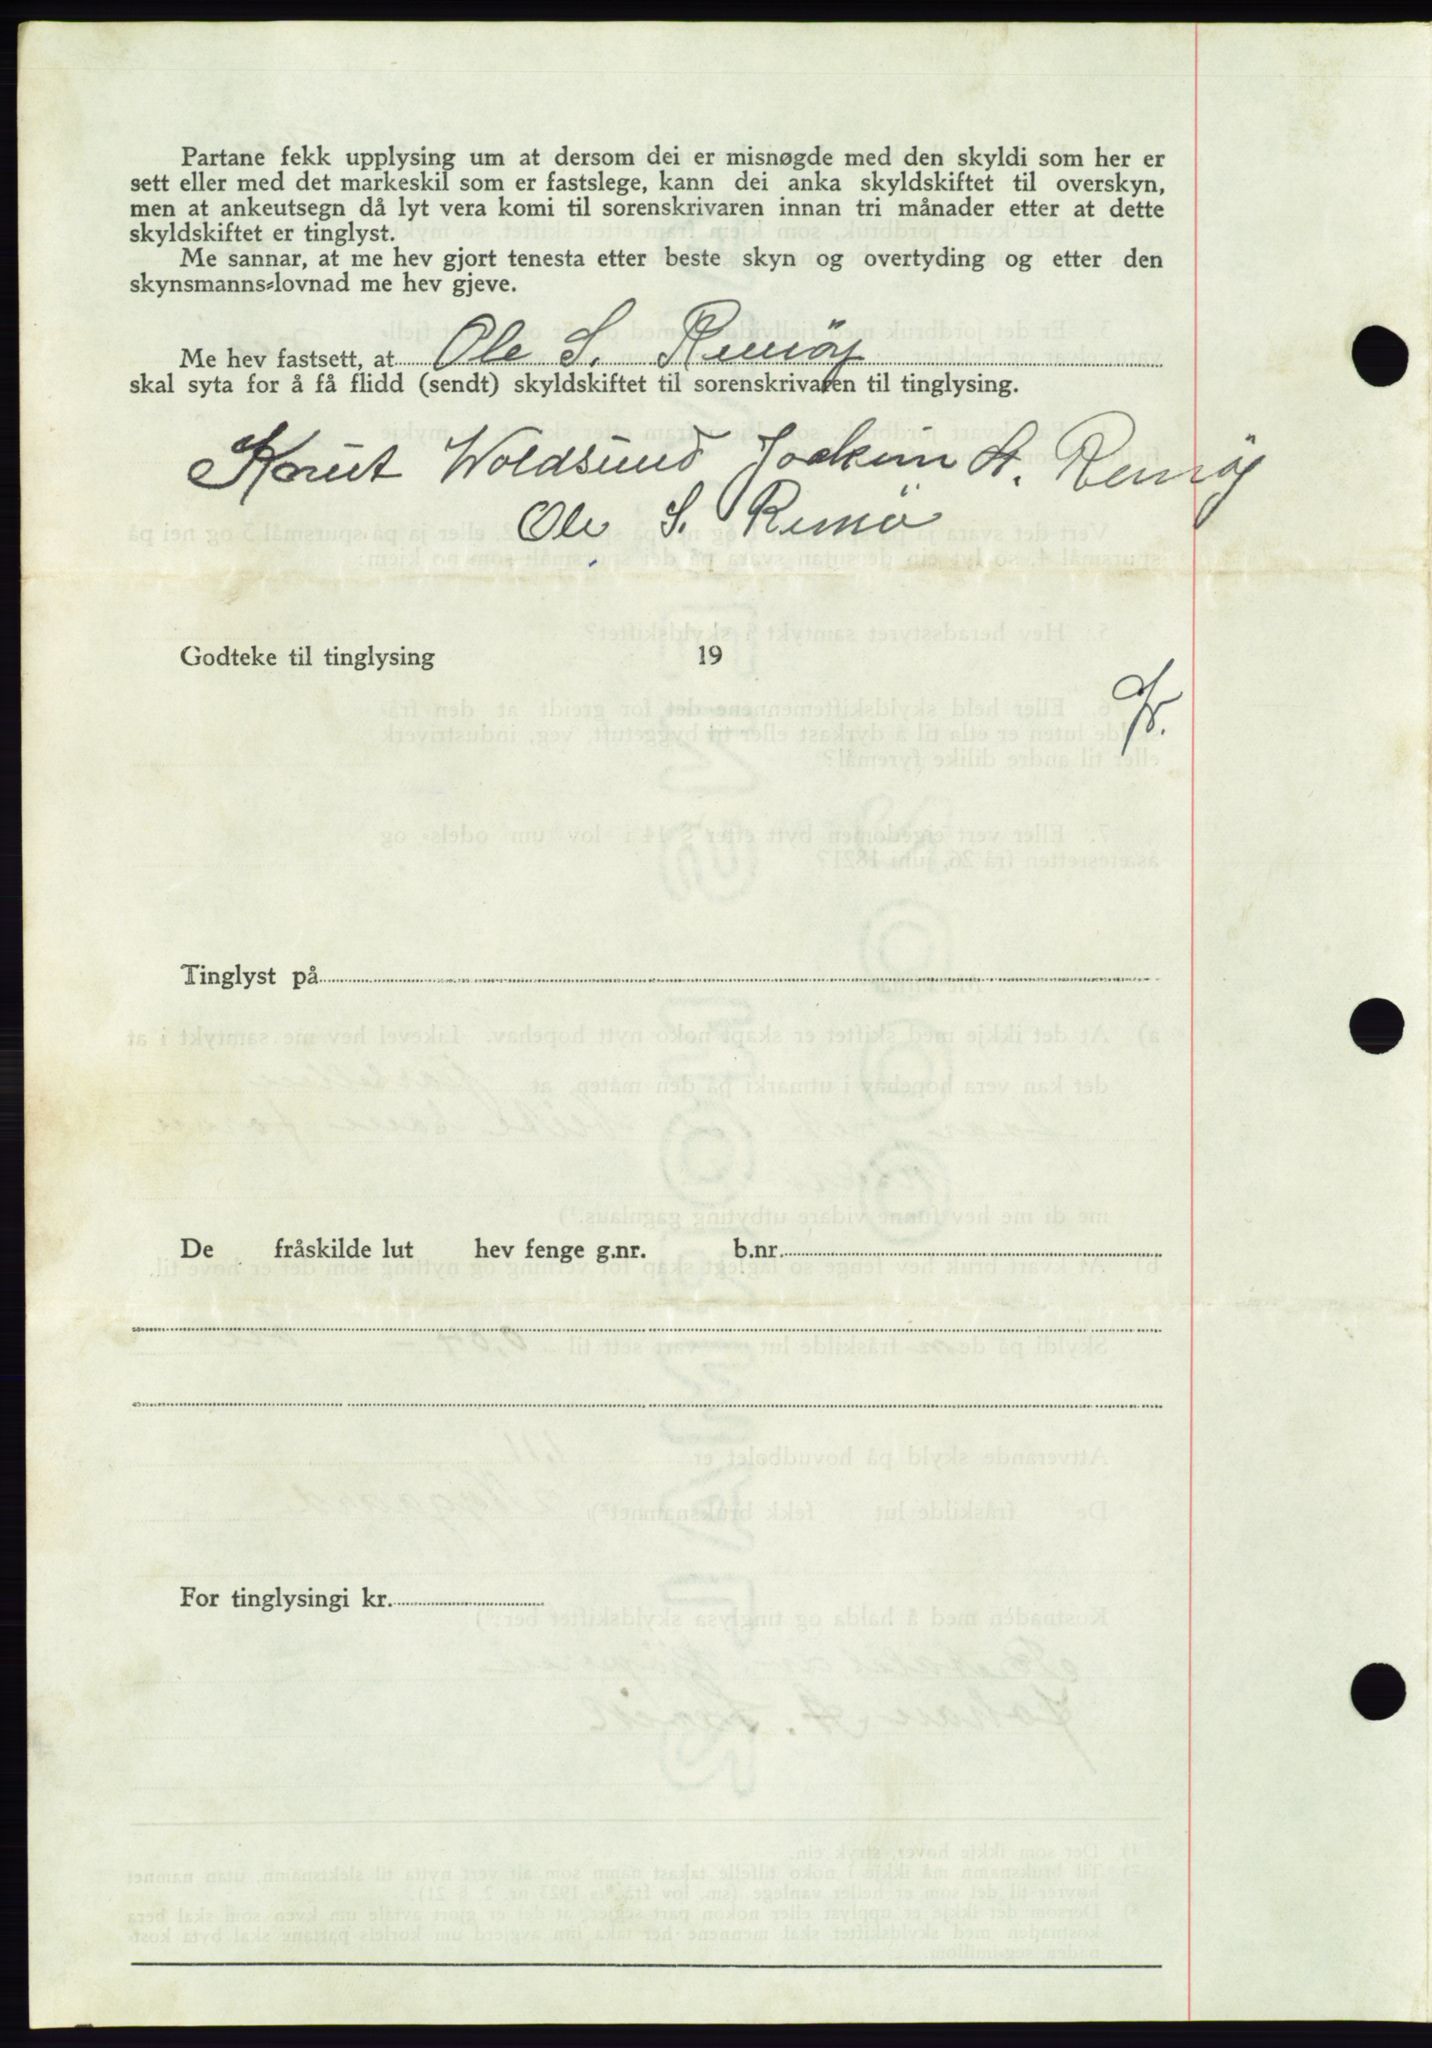 Partane fekk upplysing um at dersom dei er misnøgde med den skyldi som her er
sett eller med det markeskil som er fastslege, kann dei anka skyldskiftet til overskyn,
men at ankeutsegn då lyt vera komi til sorenskrivaren innan tri månader etter at dette
skyldskiftet er tinglyst.
Me sannar, at me hev gjort tenesta etter beste skyn og overtyding og etter den
skynsmanns-lovnad me hev gjeve.
Me hev fastsett, at Ole S. Remöy
skal syta for å få flidd (sendt) skyldskiftet til sorenskrivaren til tinglysing.
Knut Woldsund Jockim A. Remöy
Ole S. Remö
Godteke til tinglysing 19
Tinglyst på
De fråskilde lut hev fenge g.nr. b.nr.
For tinglysingi kr.